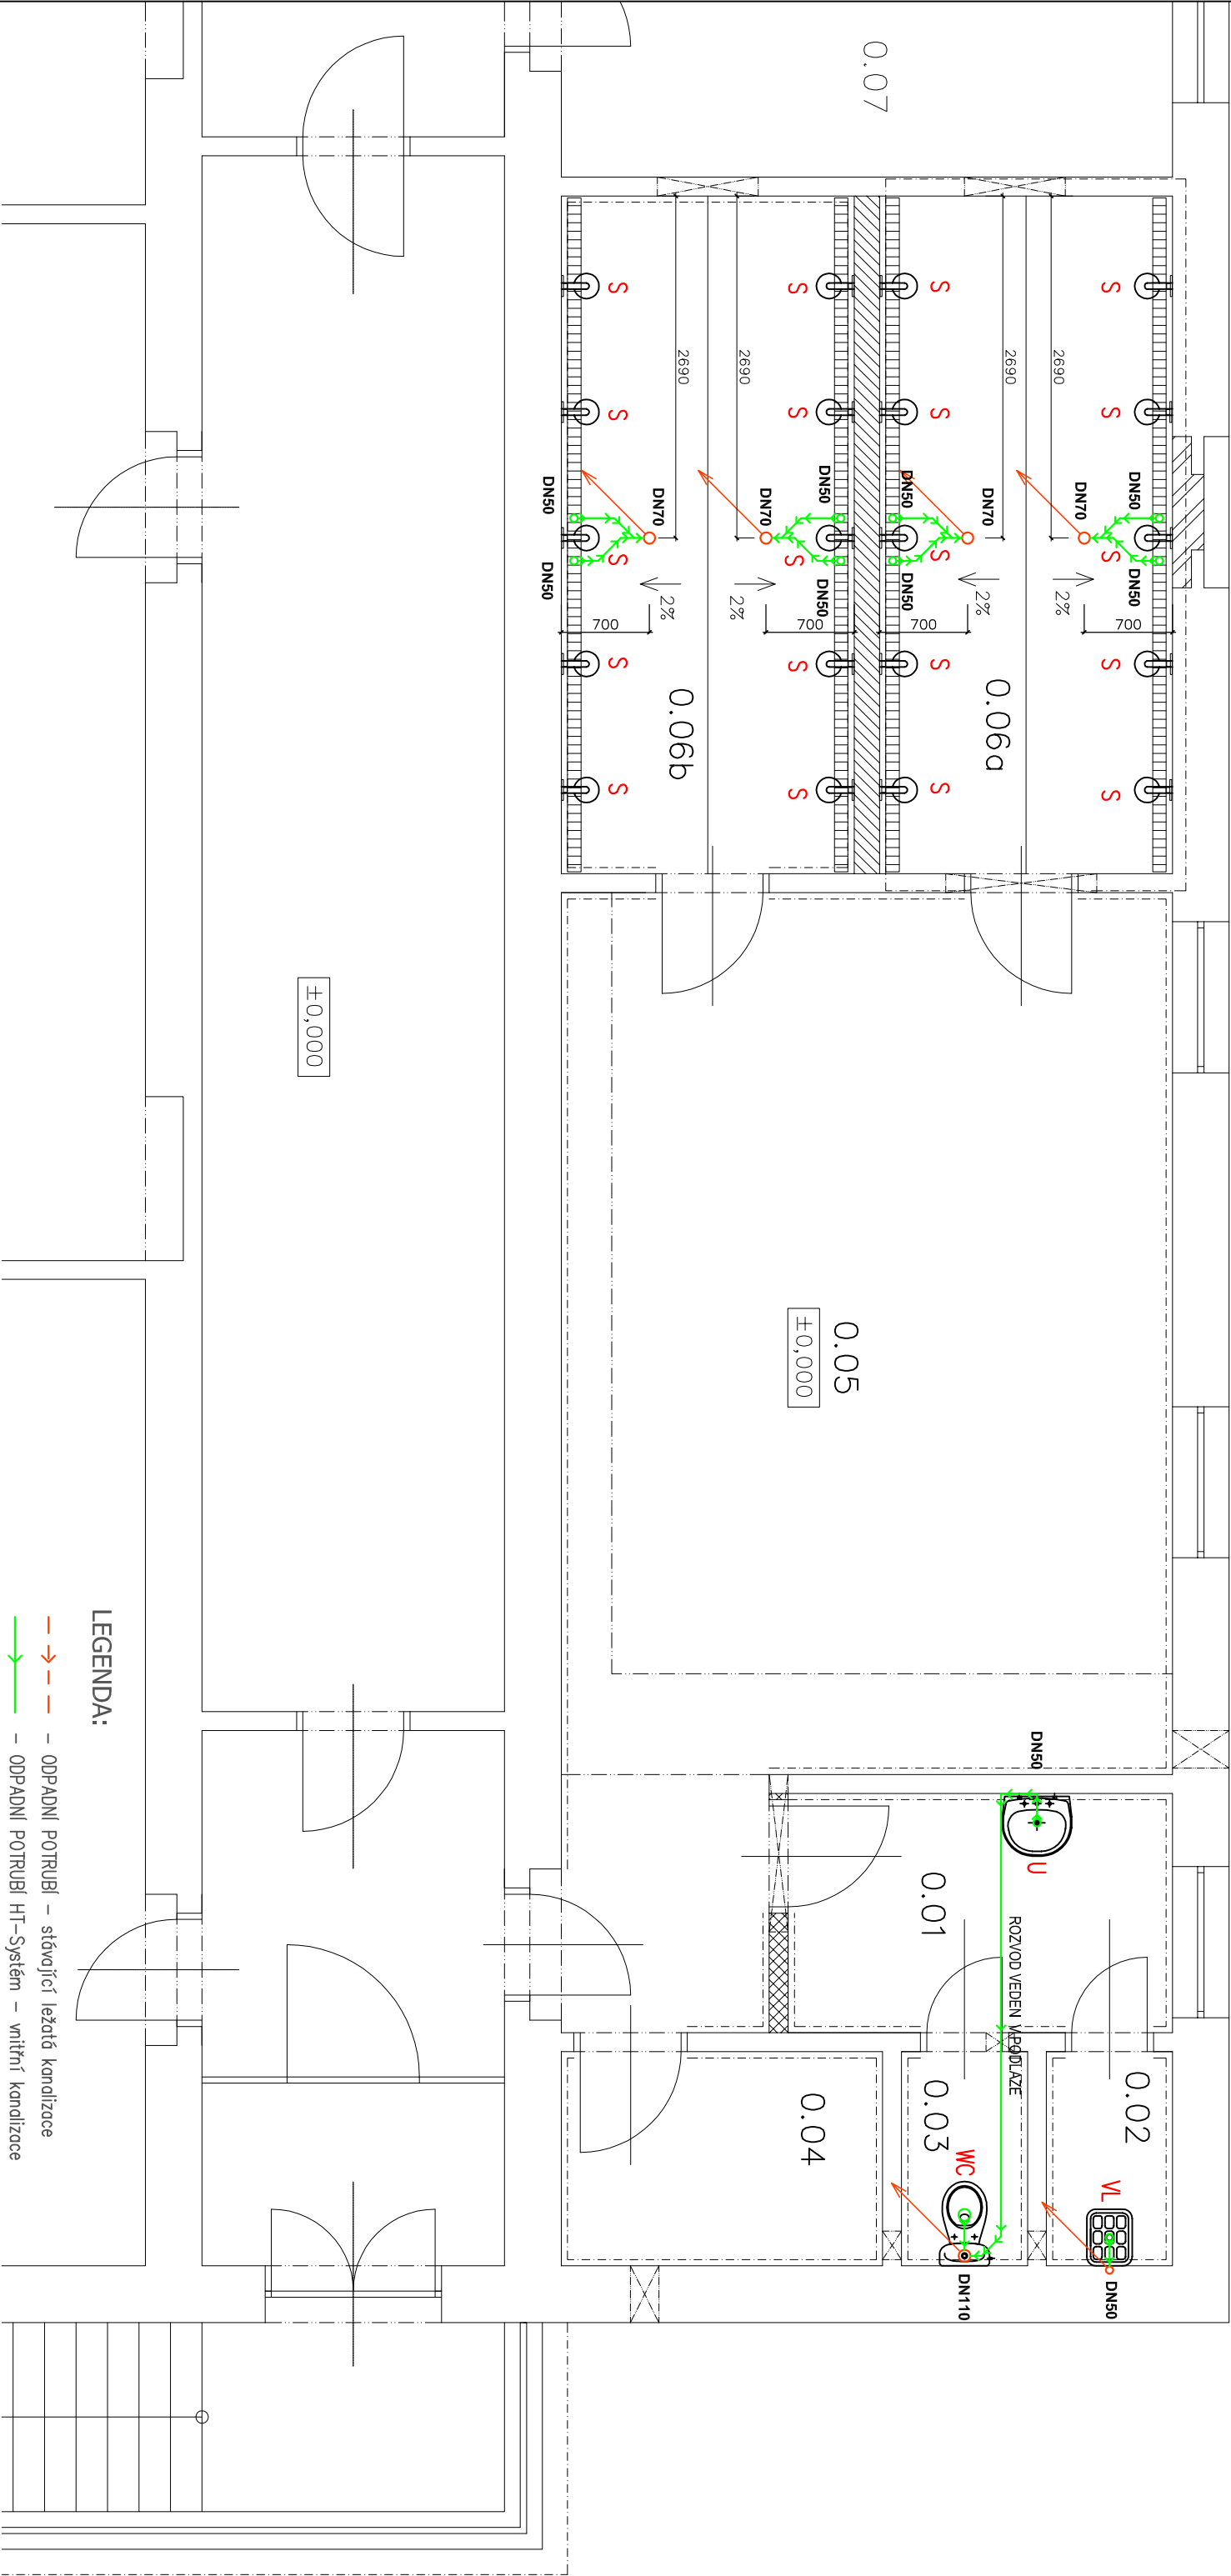 0.07
S
S
S
S
S
S
S
S
2690
2690
2690
2690
DN50
DN70
DN50
DN70
DN50
DN70
DN50
DN70
S
S
S
S
DN50
DN50
DN50
DN50
2%
2%
2%
2%
700
700
700
700
S
S
S
S
0.06b
0.06a
S
S
S
S
±0,000
0.05
±0,000
DN50
U
0.01
ROZVOD VEDEN V PODLAZE
0.02
0.03
0.04
WC
VL
DN110
DN50
LEGENDA:
– ODPADNÍ POTRUBÍ – stávající ležatá kanalizace
– ODPADNÍ POTRUBÍ HT–Systém – vnitřní kanalizace